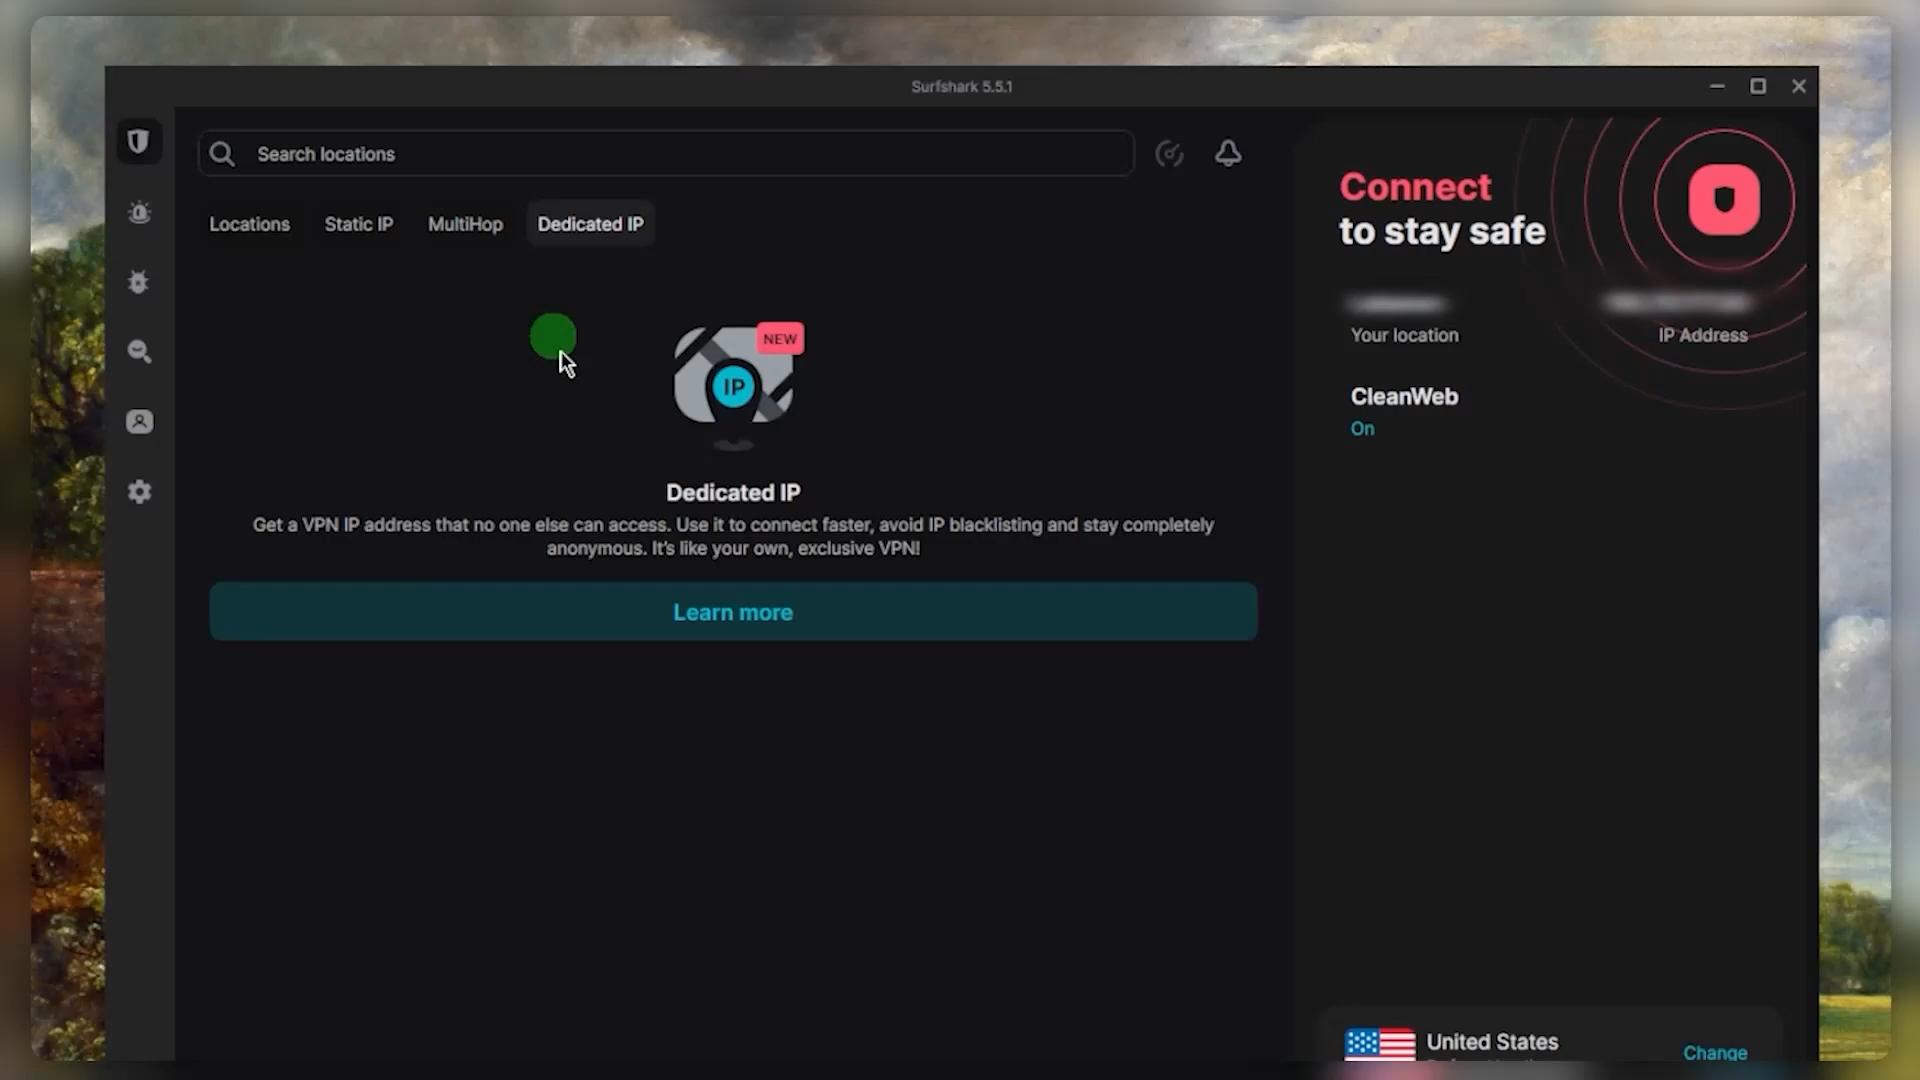 Surfshark 5.5.1
Search locations
Locations
Static IP
MultiHop
Dedicated IP
NEW
IP
Dedicated IP
Get a VPN IP address that no one else can access. Use it to connect faster, avoid IP blacklisting and stay completely
anonymous. It's like your own, exclusive VPN!
Learn more
Connect
to stay safe
Your location
IP Address
CleanWeb
On
United States
Change